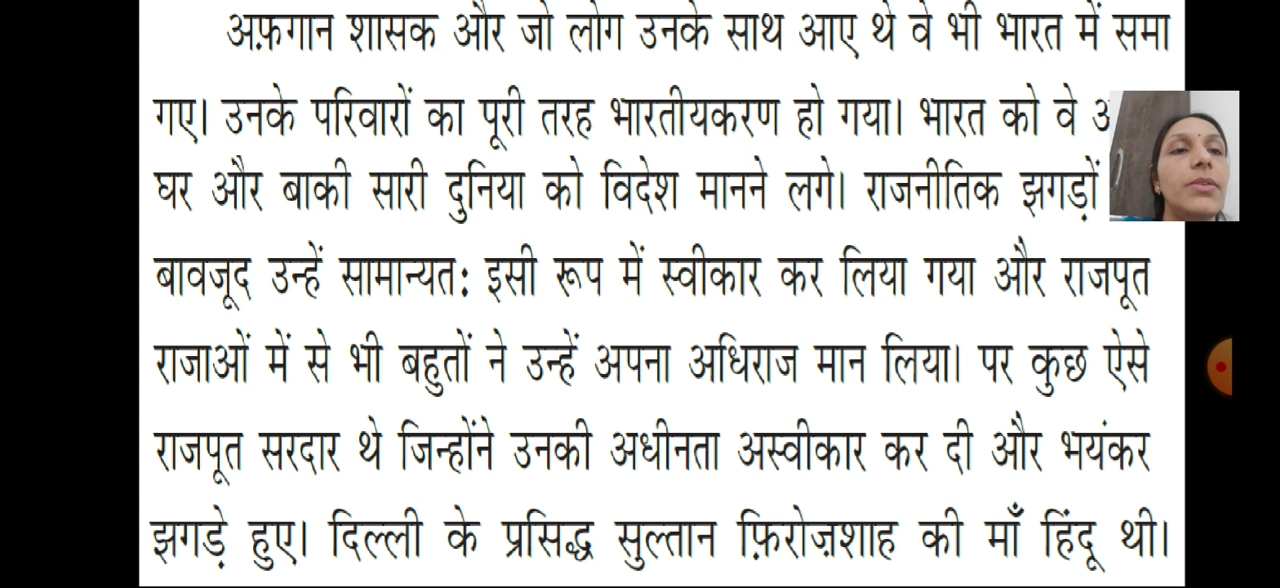 अफ़गान शासक और जो लोग उनके साथ आए थे वे भी भारत में समा
गए। उनके परिवारों का पूरी तरह भारतीयकरण हो गया। भारत को वे
घर और बाकी सारी दुनिया को विदेश मानने लगे। राजनीतिक झगड़ों
बावजूद उन्हें सामान्यत: इसी रूप में स्वीकार कर लिया गया और राजपूत
राजाओं में से भी बहुतों ने उन्हें अपना अधिराज मान लिया। पर कुछ ऐसे
राजपूत सरदार थे जिन्होंने उनकी अधीनता अस्वीकार कर दी और भयंकर
झगड़े हुए। दिल्ली के प्रसिद्ध सुल्तान फ़िरोज़शाह की माँ हिंदू थी।